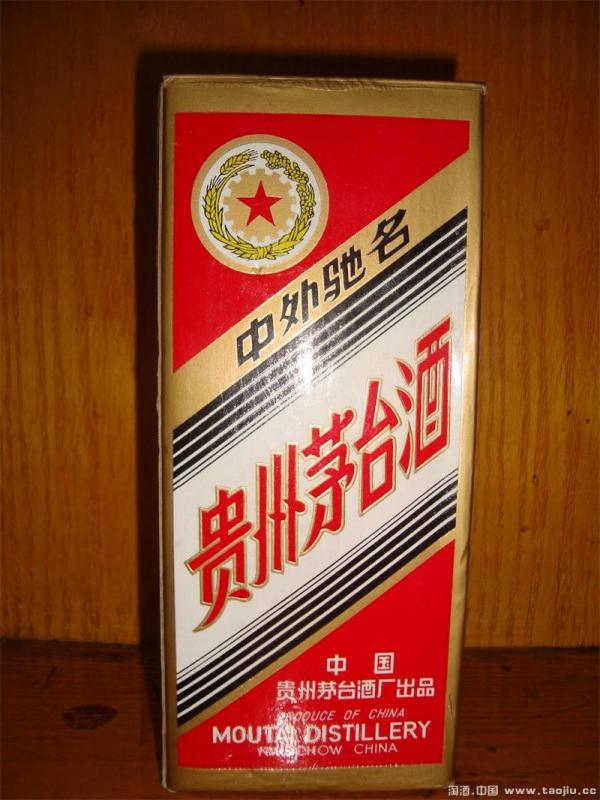 中外驰名
贵州茅台酒
中国
贵州茅台酒厂出品
PRODUCE OF CHINA
MOUTAI DISTILLERY
KWEICHOW CHINA
淘酒.中国 www.taojiu.cc